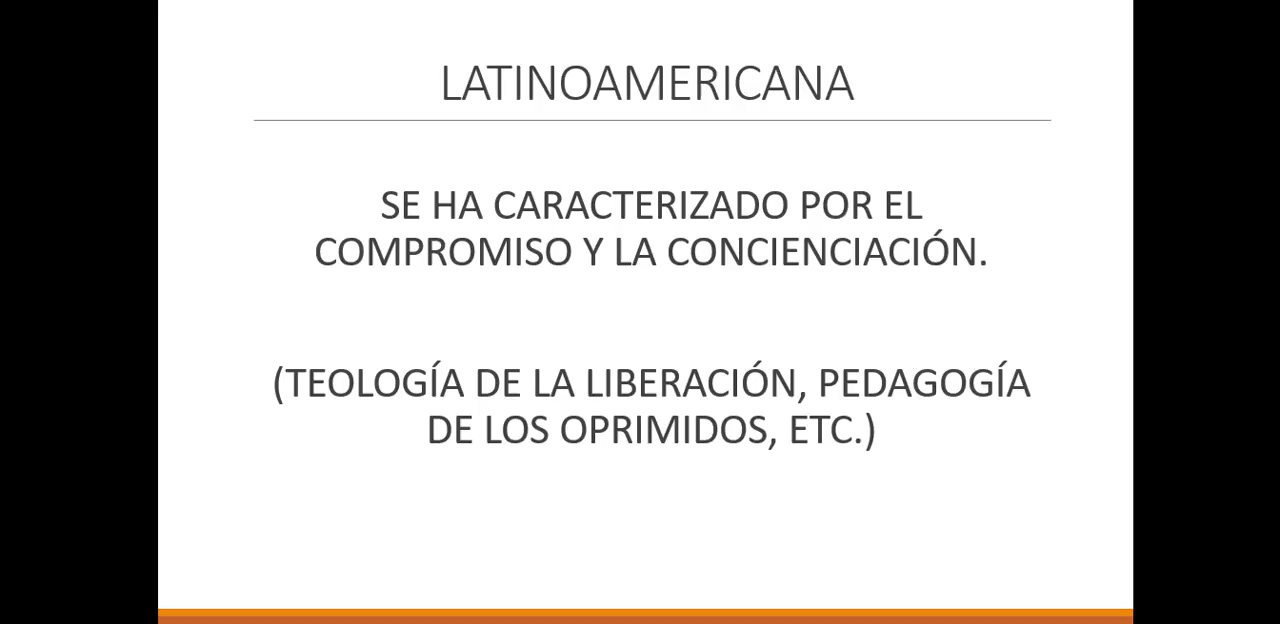 LATINOAMERICANA
SE HA CARACTERIZADO POR EL
COMPROMISO Y LA CONCIENCIACIÓN.
(TEOLOGÍA DE LA LIBERACIÓN, PEDAGOGÍA
DE LOS OPRIMIDOS, ETC.)